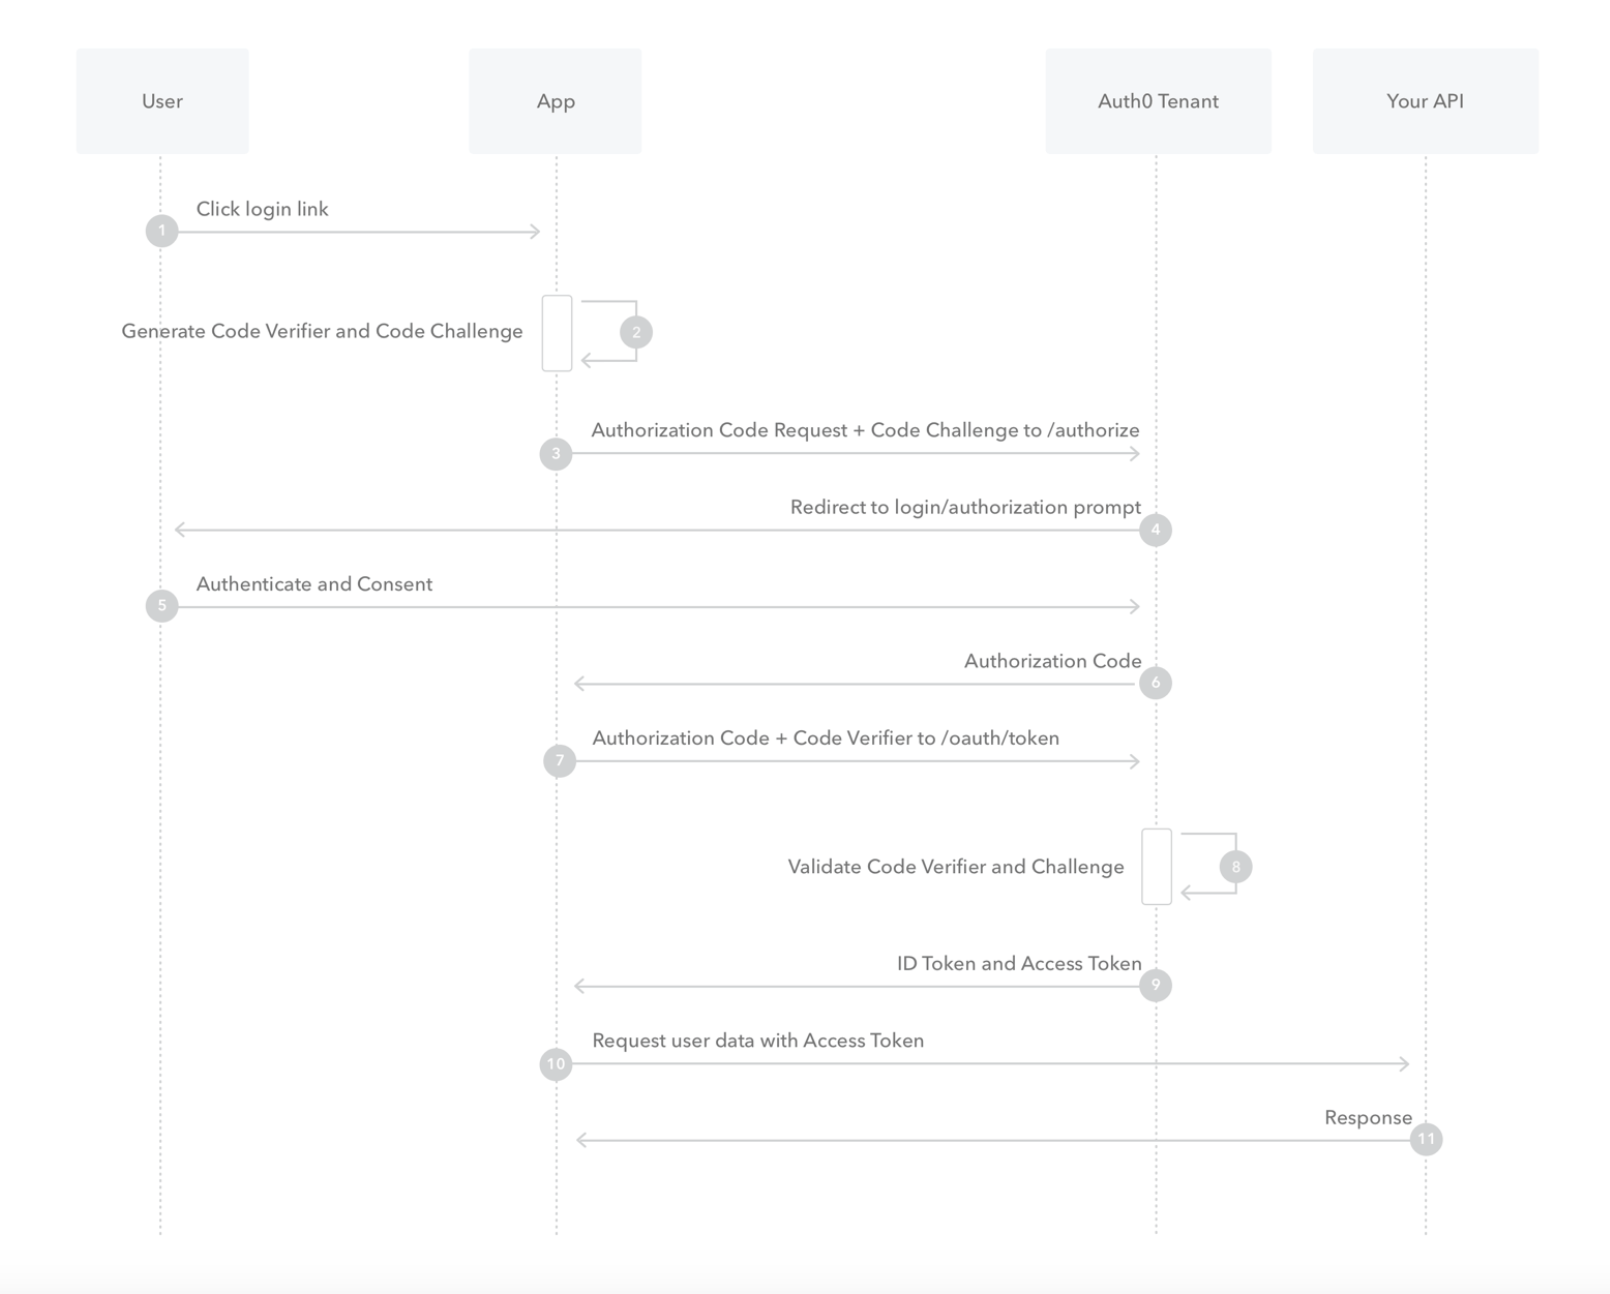 User
App
Auth0 Tenant
Your API
Click login link
1
Generate Code Verifier and Code Challenge
2
Authorization Code Request + Code Challenge to /authorize
3
Redirect to login/authorization prompt
4
Authenticate and Consent
5
Authorization Code
6
Authorization Code + Code Verifier to /oauth/token
7
Validate Code Verifier and Challenge
8
ID Token and Access Token
9
Request user data with Access Token
10
Response
11